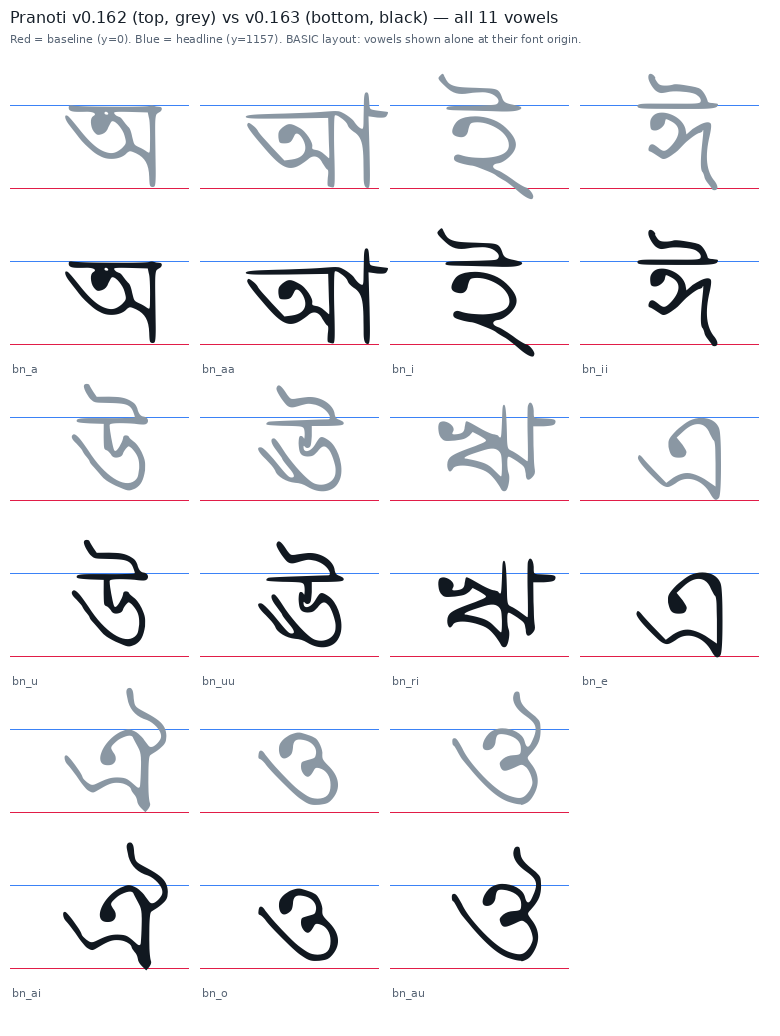 Pranoti v0.162 (top, grey) vs v0.163 (bottom, black) — all 11 vowels
Red = baseline (y=0). Blue = headline (y=1157). BASIC layout: vowels shown alone at their font origin.
অ আ ই ঈ
অ আ ই ঈ
bn_a bn_aa bn_i bn_ii
উ ঊ ঋ এ
উ ঊ ঋ এ
bn_u bn_uu bn_ri bn_e
ঐ ও ঔ
ঐ ও ঔ
bn_ai bn_o bn_au